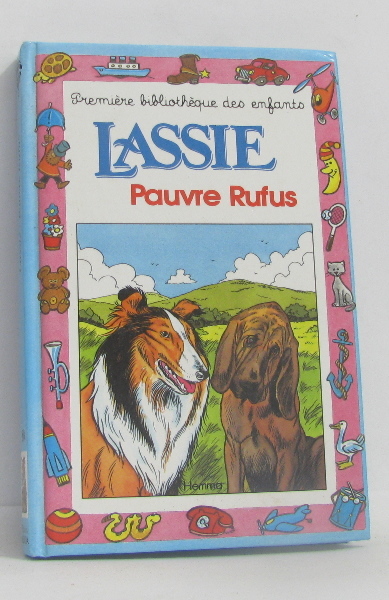 Première bibliothèque des enfants
LASSIE
Pauvre Rufus
Hemma